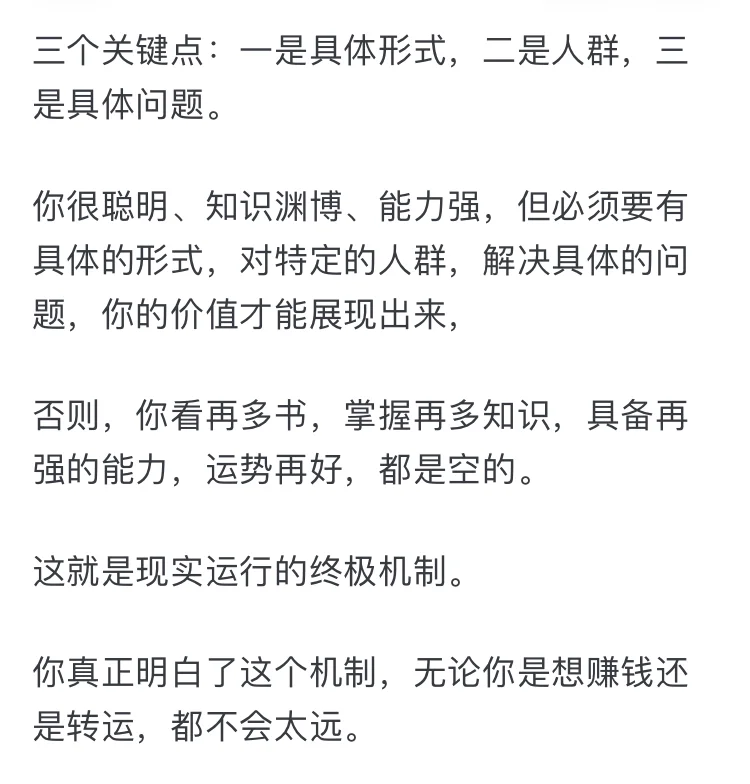 三个关键点：一是具体形式，二是人群，三
是具体问题。
你很聪明、知识渊博、能力强，但必须要有
具体的形式，对特定的人群，解决具体的问
题，你的价值才能展现出来，
否则，你看再多书，掌握再多知识，具备再
强的能力，运势再好，都是空的。
这就是现实运行的终极机制。
你真正明白了这个机制，无论你是想赚钱还
是转运，都不会太远。